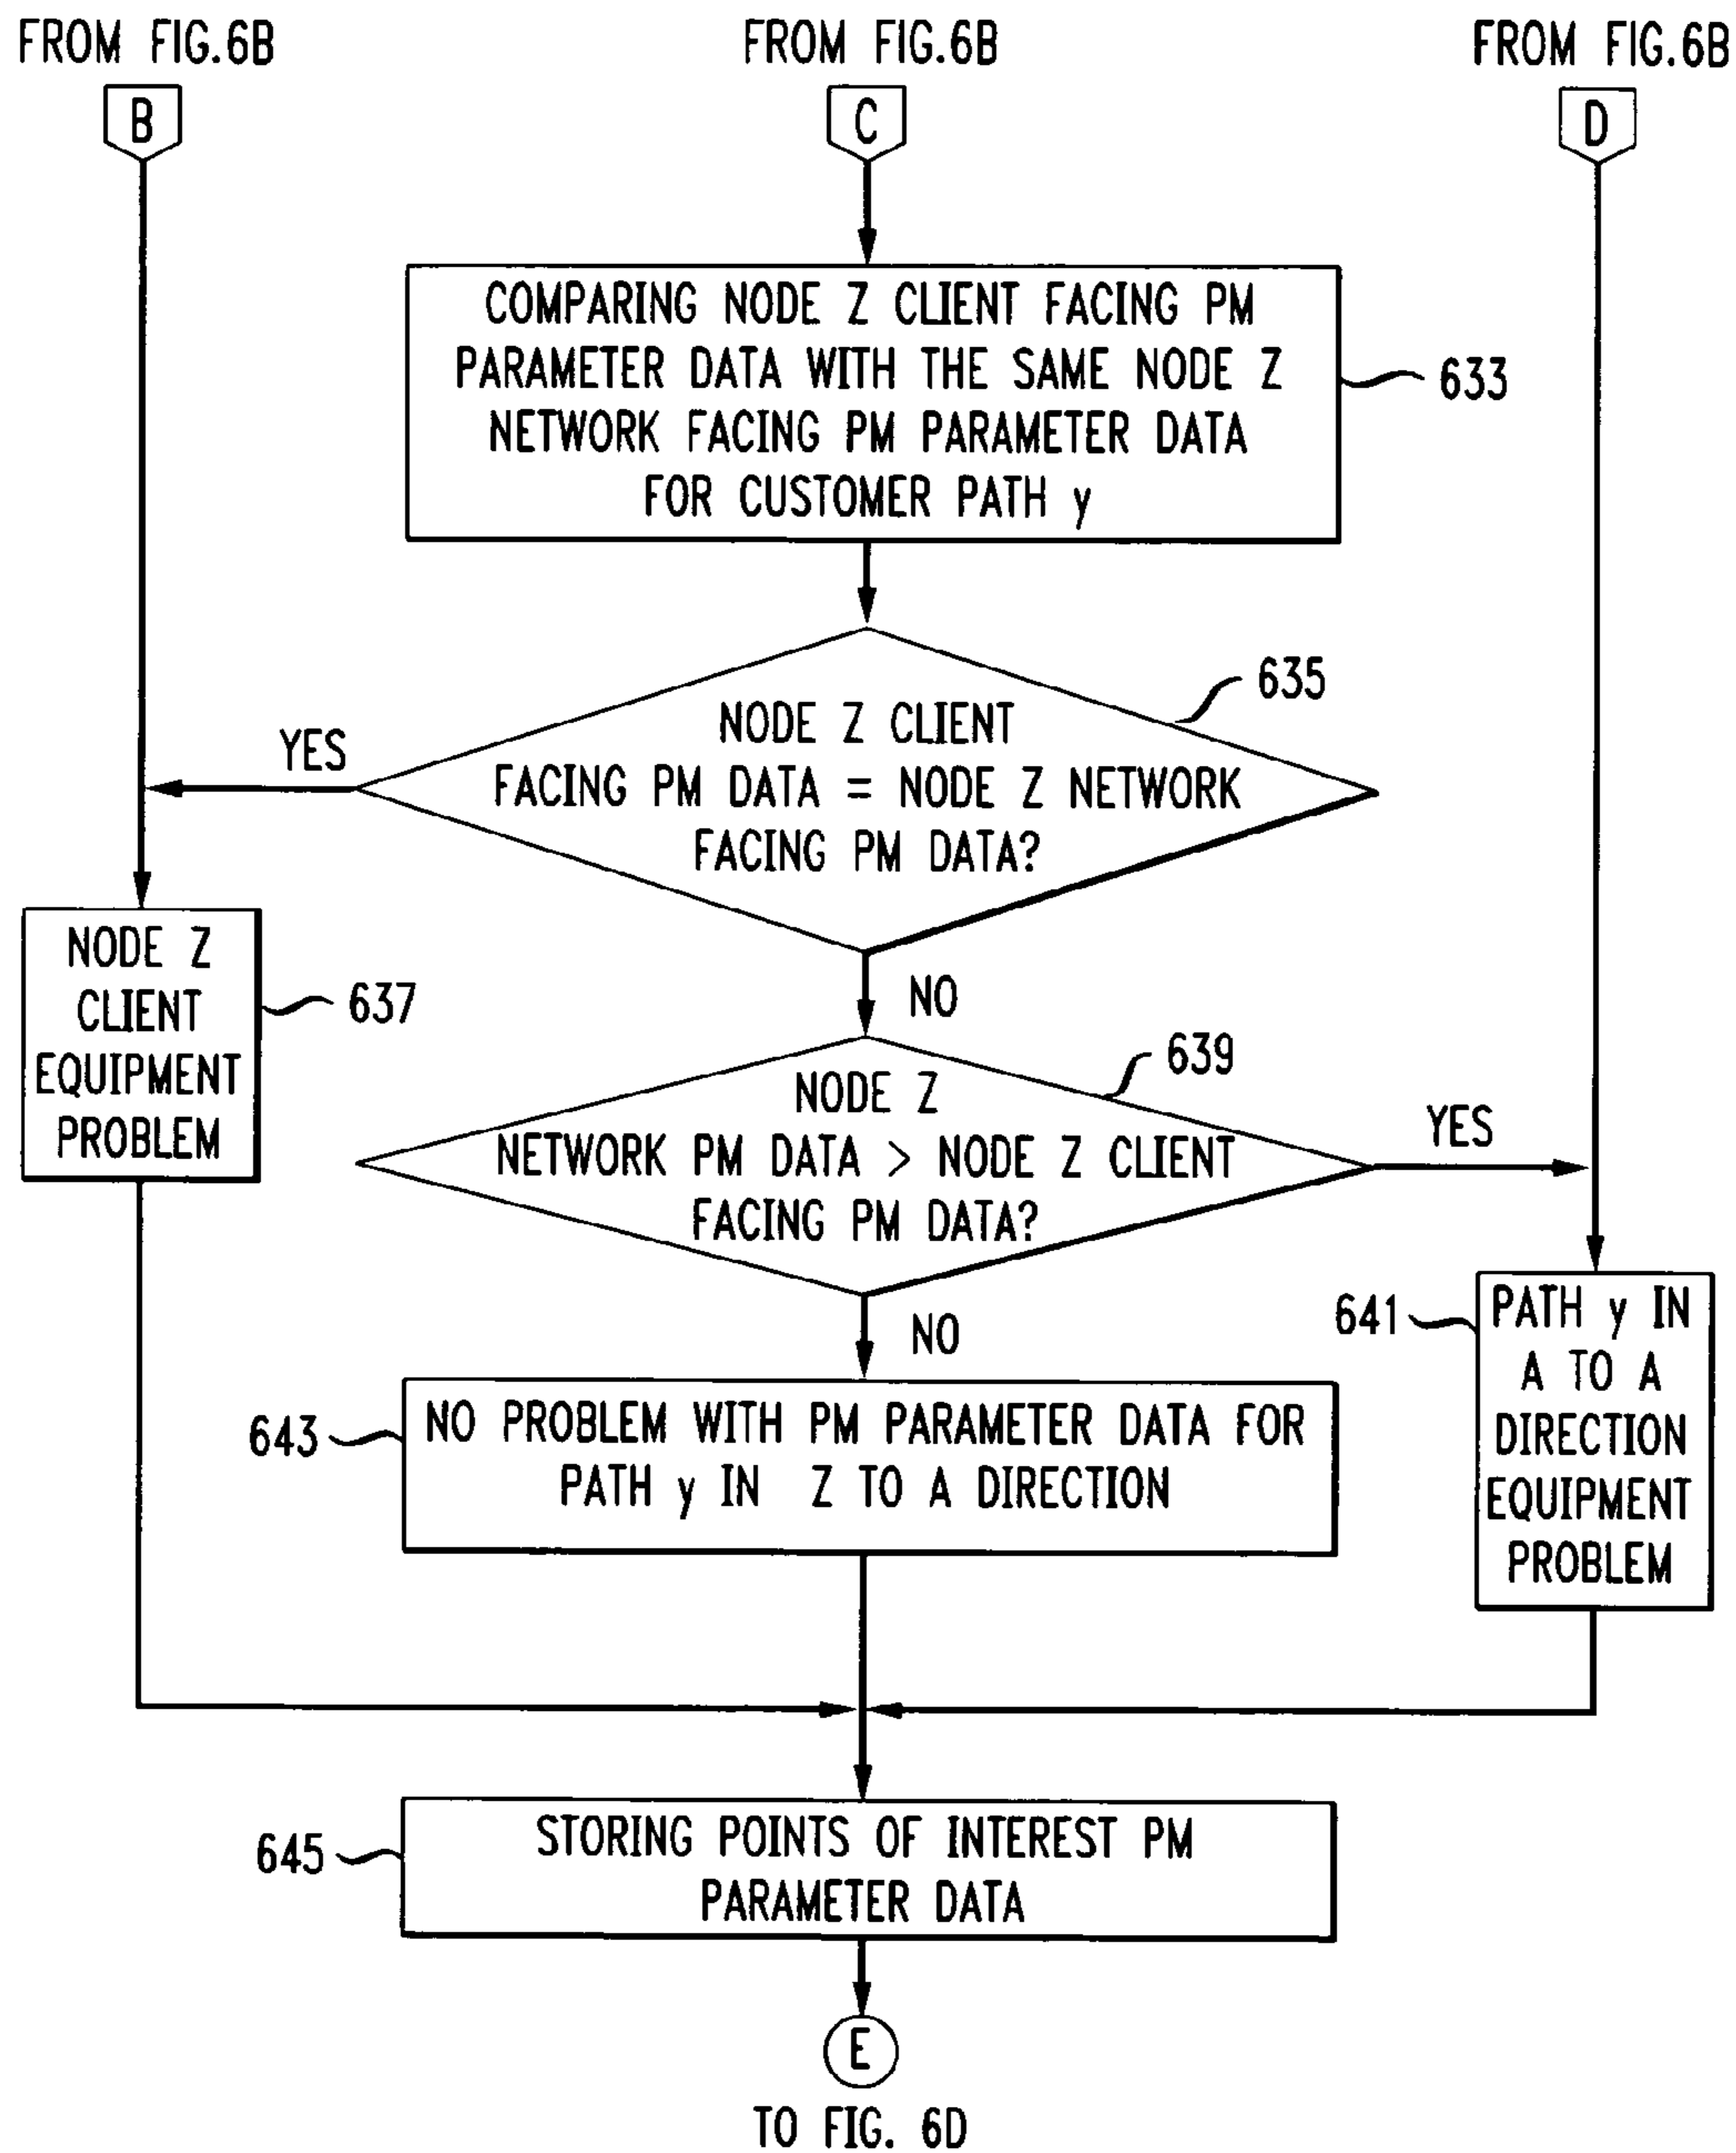 FROM FIG.6B
FROM FIG.6B
FROM FIG.6B
B
C
D
COMPARING NODE Z CLIENT FACING PM
PARAMETER DATA WITH THE SAME NODE Z
NETWORK FACING PM PARAMETER DATA
FOR CUSTOMER PATH y
633
635
NODE Z CLIENT
FACING PM DATA = NODE Z NETWORK
FACING PM DATA?
YES
NO
NODE Z
CLIENT
EQUIPMENT
PROBLEM
637
639
NODE Z
NETWORK PM DATA > NODE Z CLIENT
FACING PM DATA?
YES
NO
641
PATH y IN
A TO A
DIRECTION
EQUIPMENT
PROBLEM
643
NO PROBLEM WITH PM PARAMETER DATA FOR
PATH y IN Z TO A DIRECTION
645
STORING POINTS OF INTEREST PM
PARAMETER DATA
E
TO FIG. 6D